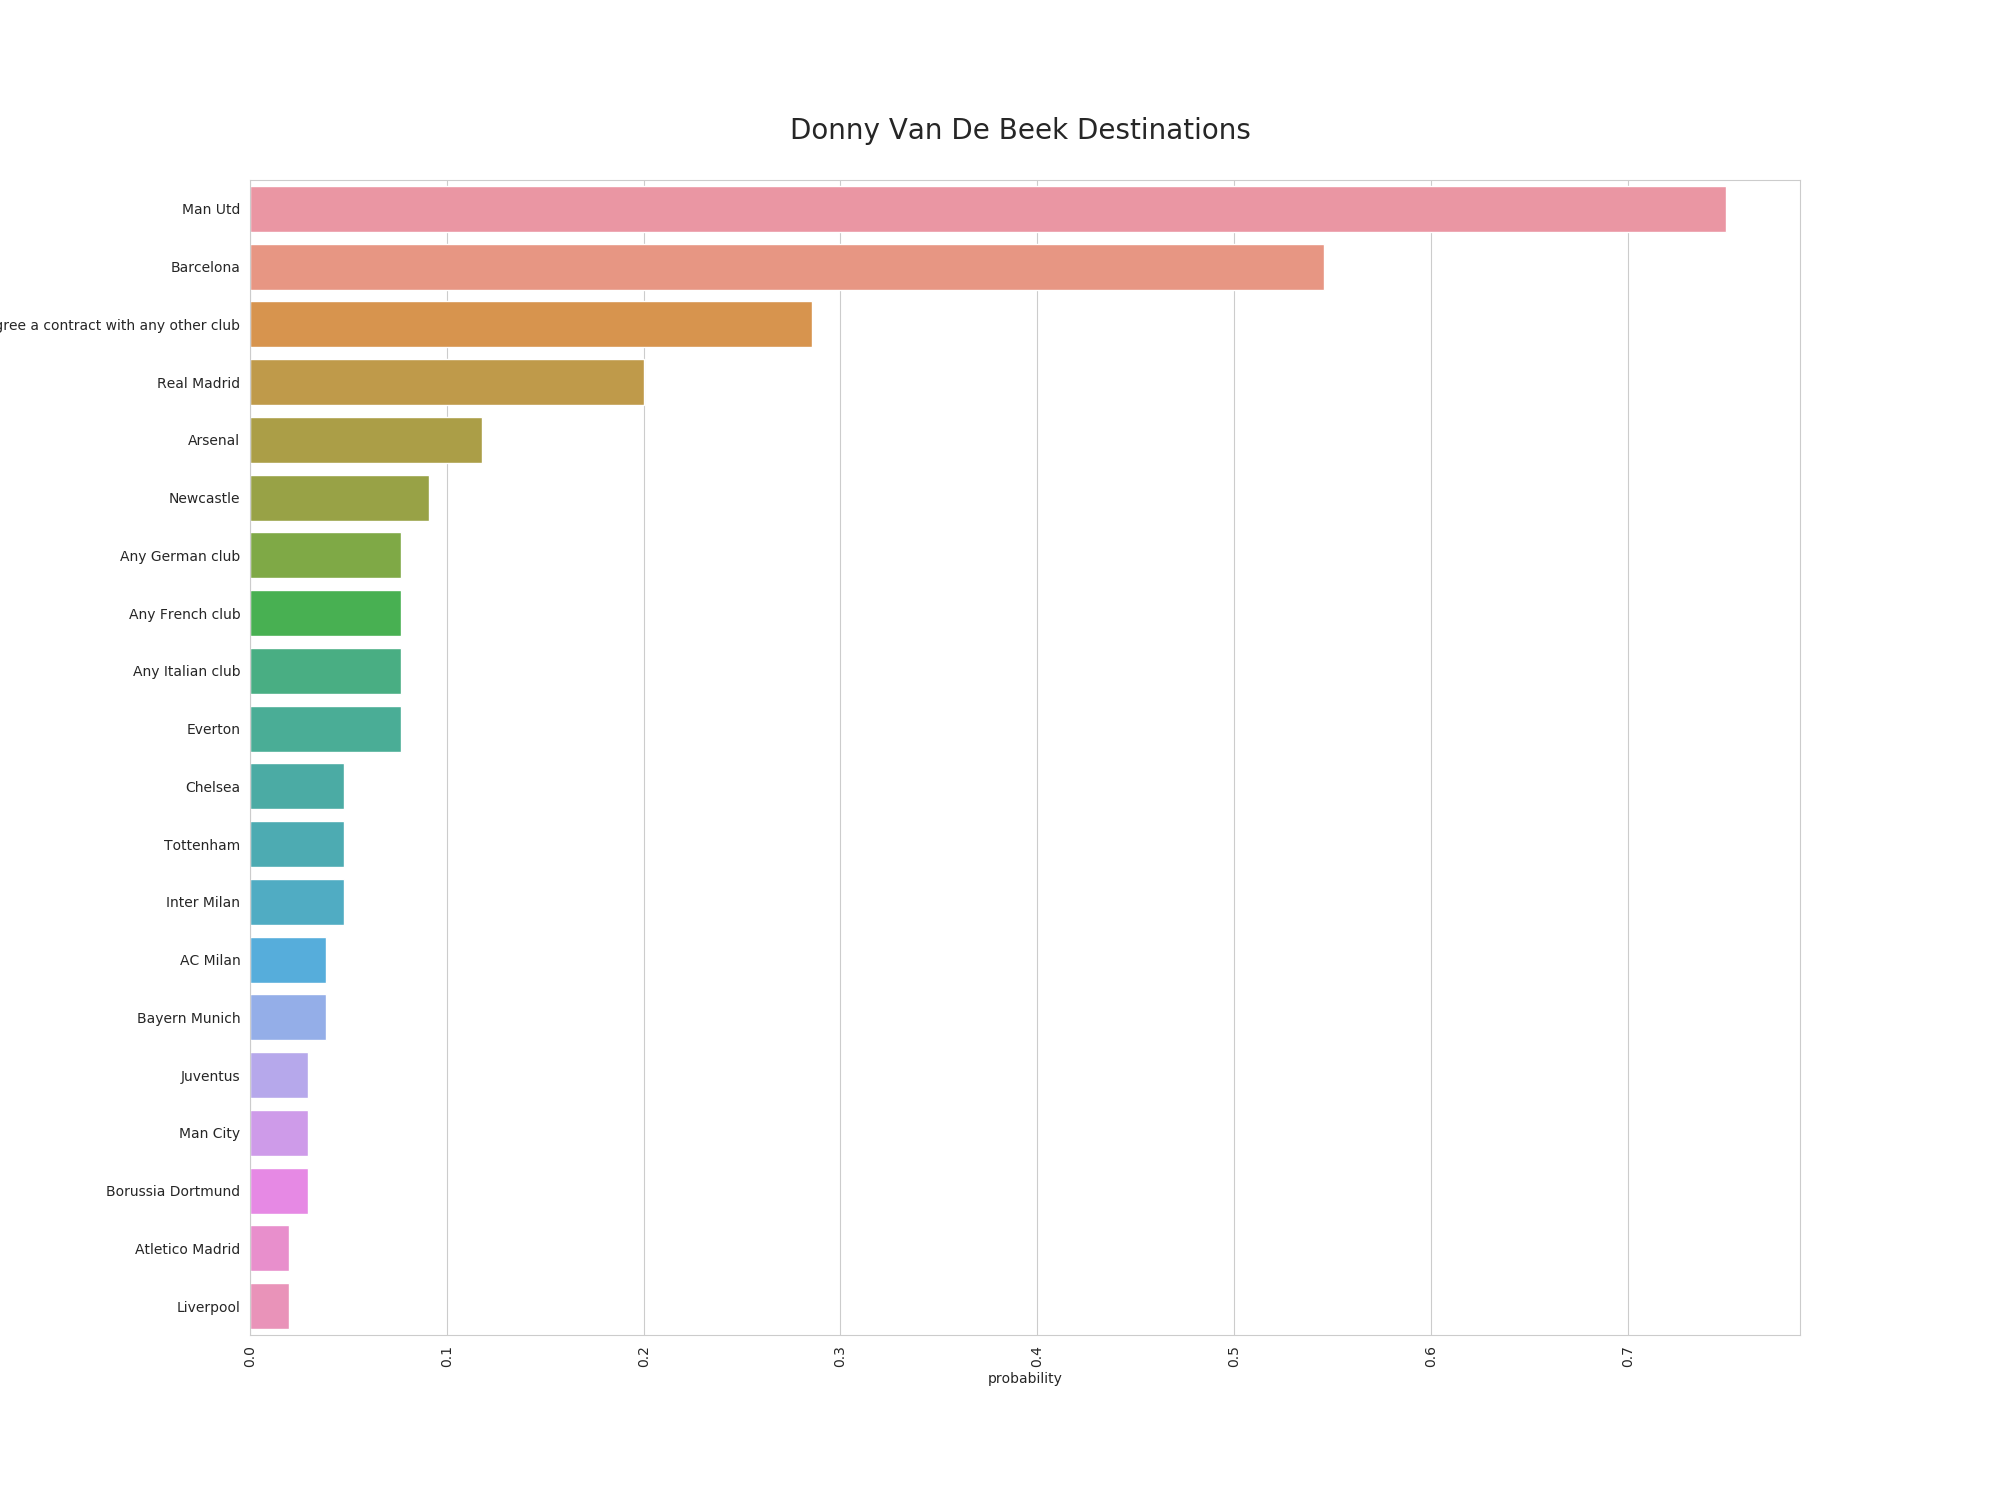 Donny Van De Beek Destinations
Man Utd
Barcelona
a contract with any other club
Real Madrid
Arsenal
Newcastle
Any German club
Any French club
Any Italian club
Everton
Chelsea
Tottenham
Inter Milan
AC Milan
Bayern Munich
Juventus
Man City
Borussia Dortmund
Atletico Madrid
Liverpool
0.0 0.1 0.2 0.3 0.4 0.5 0.6 0.7
probability